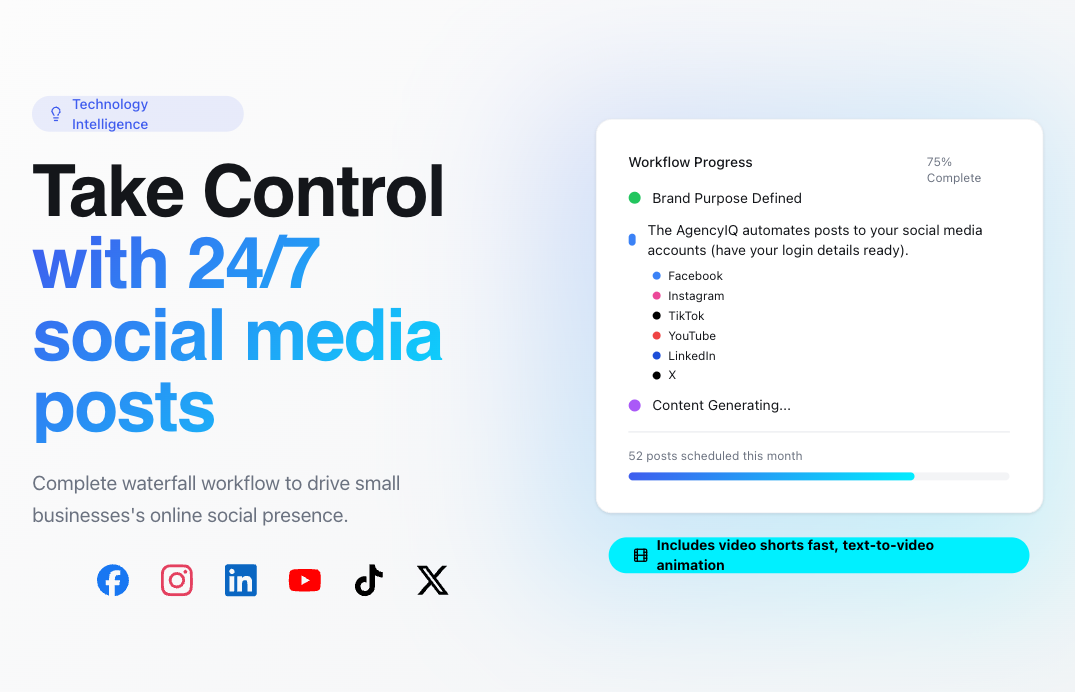 Technology
Intelligence
Take Control
with 24/7
social media
posts
Complete waterfall workflow to drive small
businesses's online social presence.
Workflow Progress
75%
Complete
Brand Purpose Defined
The AgencyIQ automates posts to your social media
accounts (have your login details ready).
Facebook
Instagram
TikTok
YouTube
LinkedIn
X
Content Generating...
52 posts scheduled this month
Includes video shorts fast, text-to-video
animation